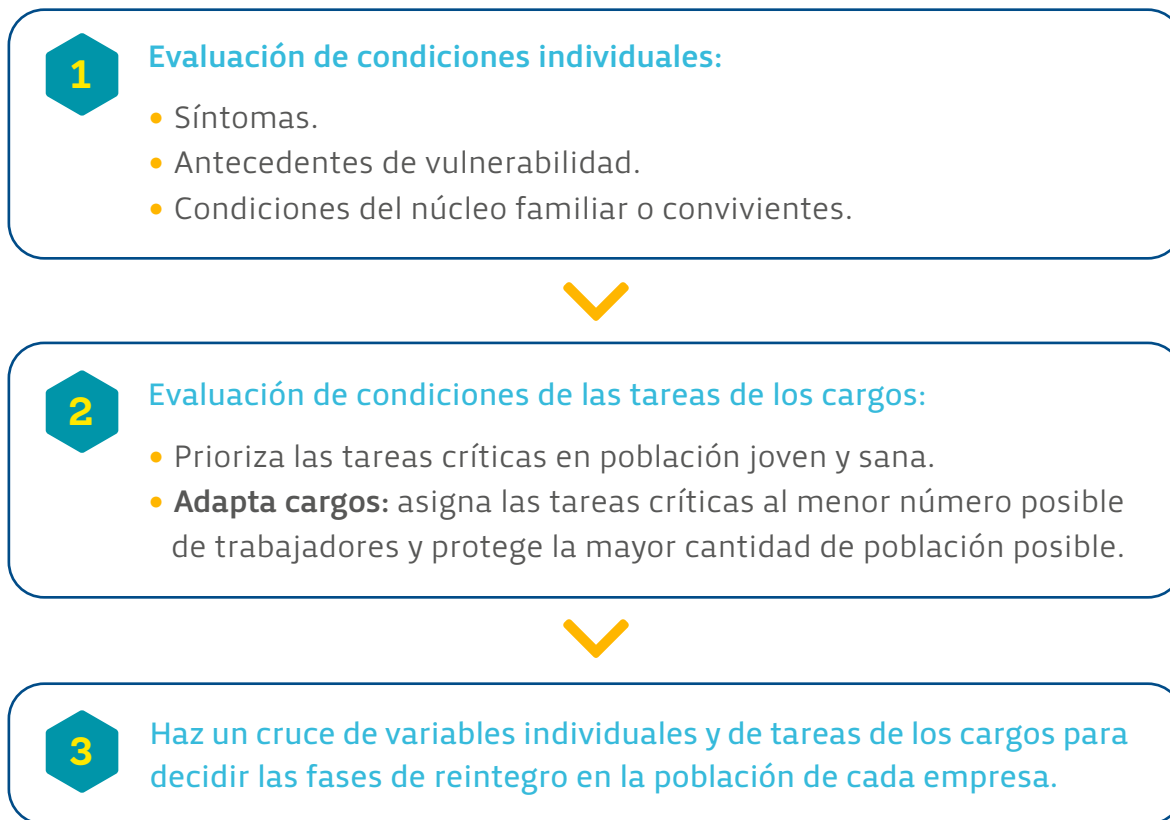 1
Evaluación de condiciones individuales:
• Síntomas.
• Antecedentes de vulnerabilidad.
• Condiciones del núcleo familiar o convivientes.
2
Evaluación de condiciones de las tareas de los cargos:
• Prioriza las tareas críticas en población joven y sana.
• Adapta cargos: asigna las tareas críticas al menor número posible
de trabajadores y protege la mayor cantidad de población posible.
3
Haz un cruce de variables individuales y de tareas de los cargos para
decidir las fases de reintegro en la población de cada empresa.